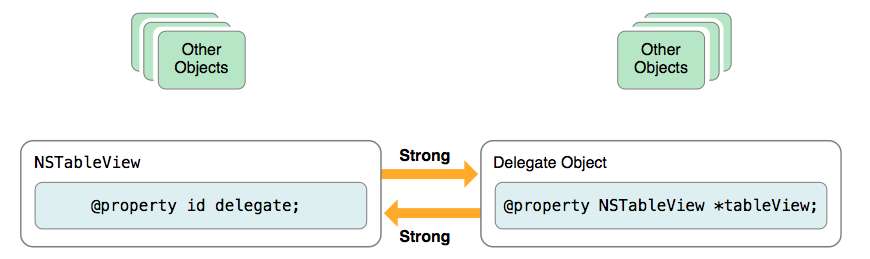 Other
Objects
Other
Objects
NSTableView
@property id delegate;
Strong
Strong
Delegate Object
@property NSTableView *tableView;